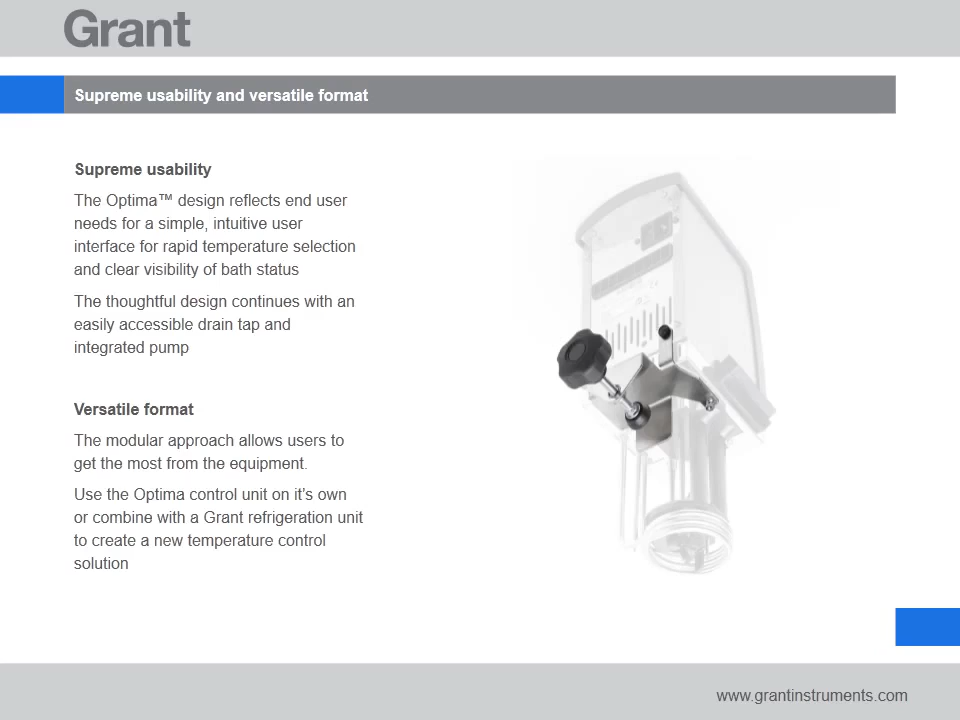 Grant
Supreme usability and versatile format
Supreme usability
The Optima™ design reflects end user
needs for a simple, intuitive user
interface for rapid temperature selection
and clear visibility of bath status
The thoughtful design continues with an
easily accessible drain tap and
integrated pump
Versatile format
The modular approach allows users to
get the most from the equipment.
Use the Optima control unit on it’s own
or combine with a Grant refrigeration unit
to create a new temperature control
solution
www.grantinstruments.com